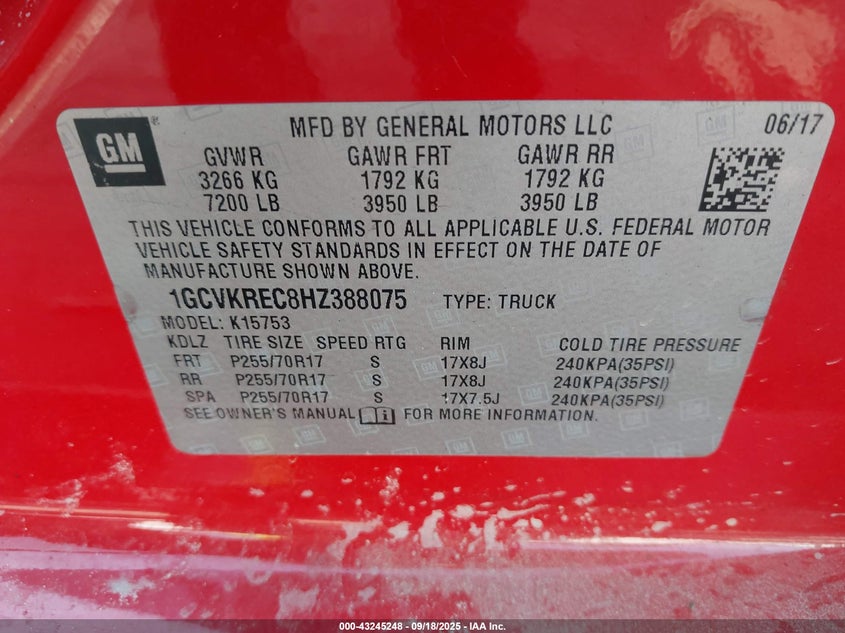 GM ® MFD BY GENERAL MOTORS LLC 06/17
GVWR GAWR FRT GAWR RR
3266 KG 1792 KG 1792 KG
7200 LB 3950 LB 3950 LB
THIS VEHICLE CONFORMS TO ALL APPLICABLE U.S. FEDERAL MOTOR
VEHICLE SAFETY STANDARDS IN EFFECT ON THE DATE OF
MANUFACTURE SHOWN ABOVE.
1GCVKREC8HZ388075 TYPE: TRUCK
MODEL: K15753
KDLZ TIRE SIZE SPEED RTG RIM COLD TIRE PRESSURE
FRT P255/70R17 S 17X8J 240KPA(35PSI)
RR P255/70R17 S 17X8J 240KPA(35PSI)
SPA P255/70R17 S 17X7.5J 240KPA(35PSI)
SEE OWNER'S MANUAL FOR MORE INFORMATION.
000-43245248 - 09/18/2025 - IAA Inc.